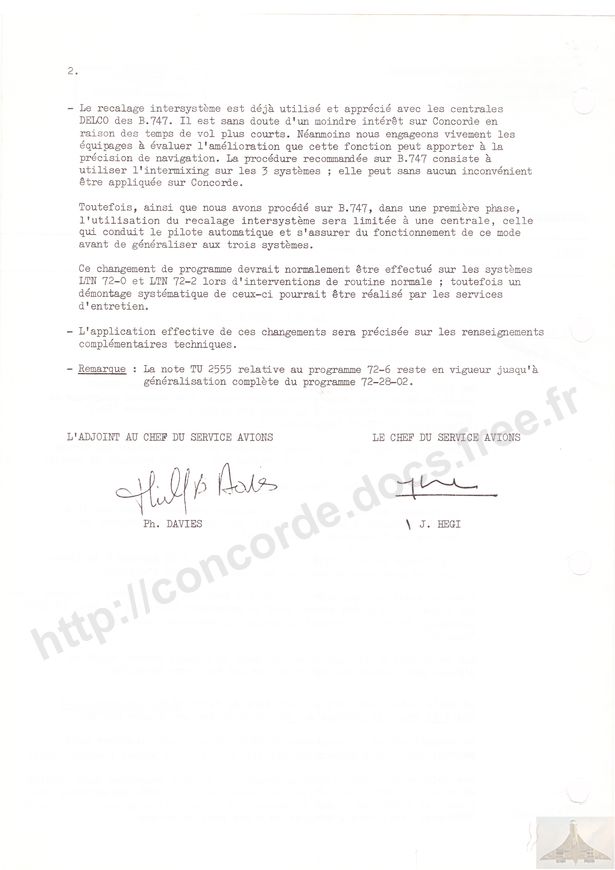 2.
- Le recalage intersystème est déjà utilisé et apprécié avec les centrales
DELCO des B.747. Il est sans doute d'un moindre intérêt sur Concorde en
raison des temps de vol plus courts. Néanmoins nous engageons vivement les
équipages à évaluer l'amélioration que cette fonction peut apporter à la
précision de navigation. La procédure recommandée sur B.747 consiste à
utiliser l'intermixing sur les 3 systèmes ; elle peut sans aucun inconvénient
être appliquée sur Concorde.
Toutefois, ainsi que nous avons procédé sur B.747, dans une première phase,
l'utilisation du recalage intersystème sera limitée à une centrale, celle
qui conduit le pilote automatique et s'assurer du fonctionnement de ce mode
avant de généraliser aux trois systèmes.
Ce changement de programme devrait normalement être effectué sur les systèmes
LTN 72-0 et LTN 72-2 lors d'interventions de routine normale ; toutefois un
démontage systématique de ceux-ci pourrait être réalisé par les services
d'entretien.
- L'application effective de ces changements sera précisée sur les renseignements
complémentaires techniques.
- Remarque : La note TU 2555 relative au programme 72-6 reste en vigueur jusqu'à
généralisation complète du programme 72-28-02.
L'ADJOINT AU CHEF DU SERVICE AVIONS LE CHEF DU SERVICE AVIONS
Ph. DAVIES J. HEGI
http://concorde.docs.free.fr